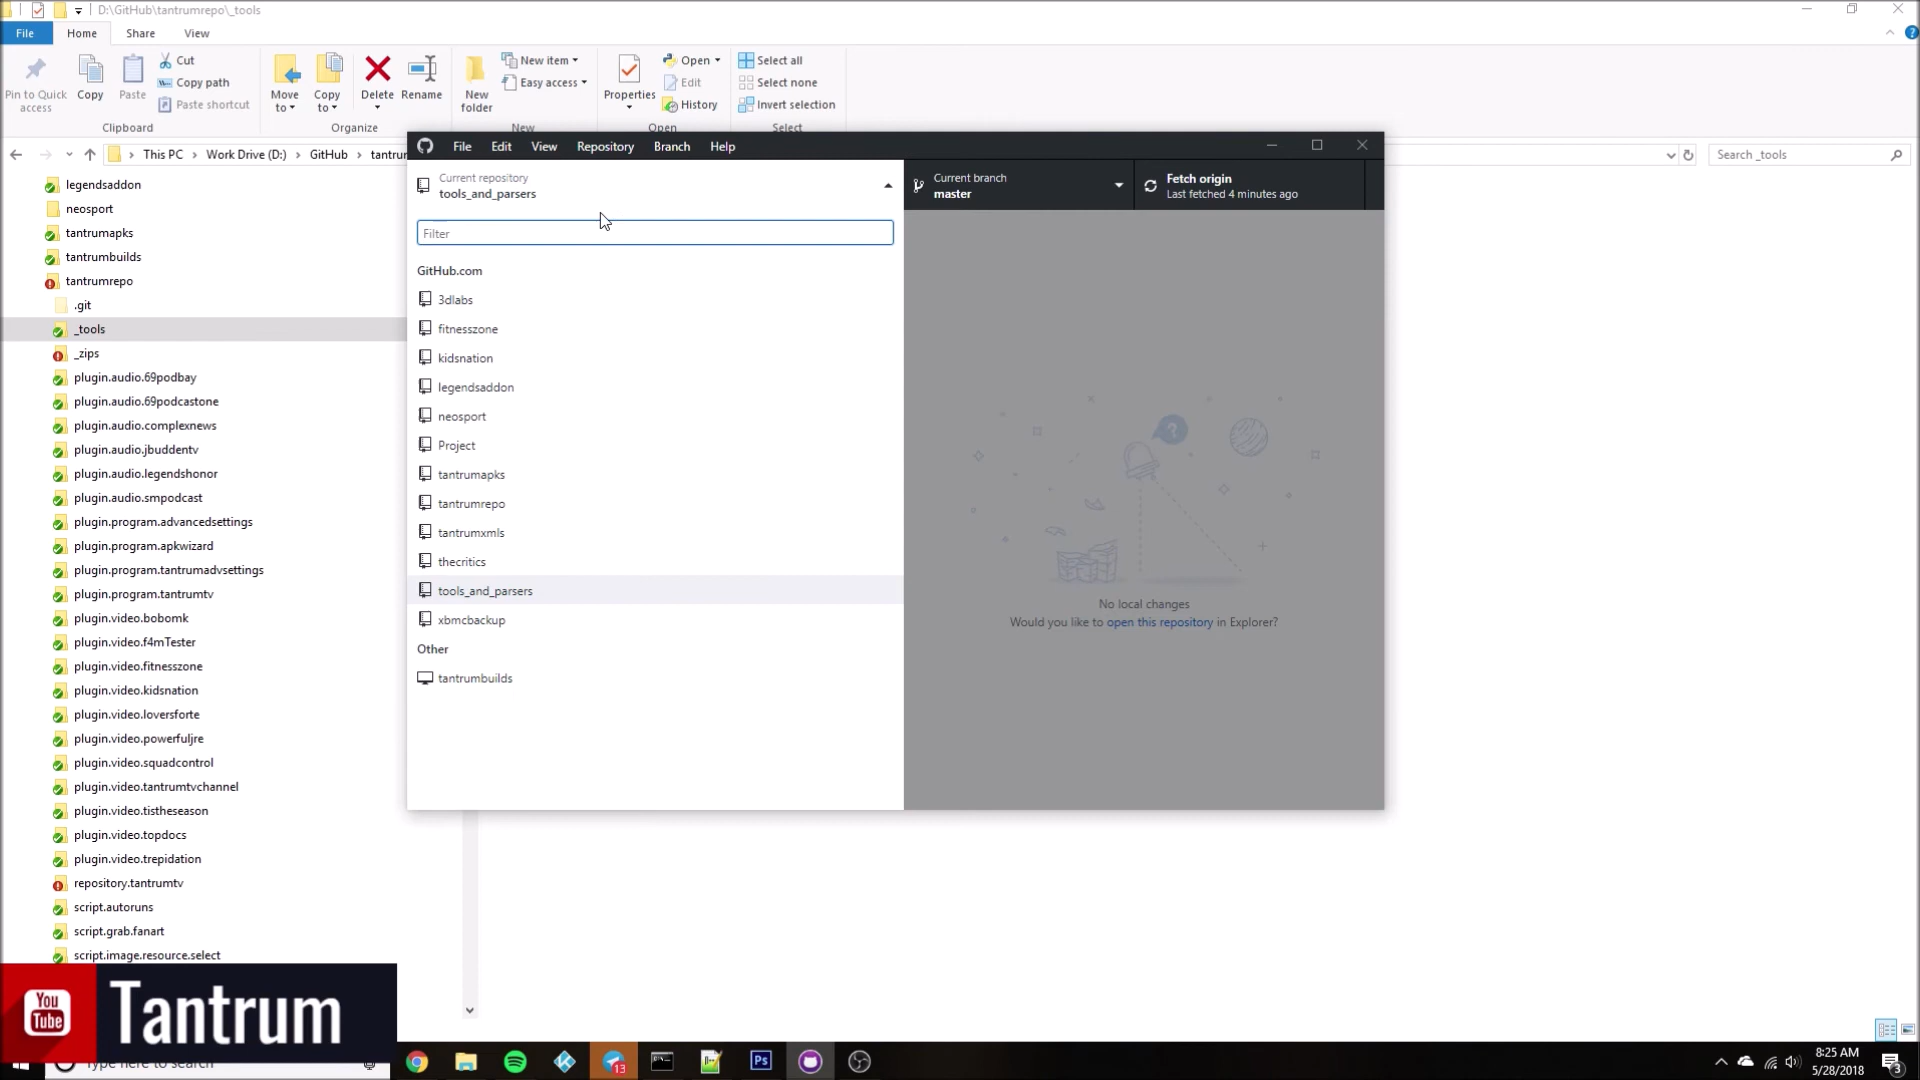 D:\GitHub\tantrumrepo\_tools
File
Home
Share
View
Pin to Quick access
Copy
Paste
Cut
Copy path
Paste shortcut
Clipboard
Move to
Copy to
Delete
Rename
Organize
New folder
New item
Easy access
New
Properties
Open
Edit
History
Open
Select all
Select none
Invert selection
Select
This PC
Work Drive (D:)
GitHub
tantrum
Search _tools
legendsaddon
neosport
tantrumapks
tantrumbuilds
tantrumrepo
.git
_tools
_zips
plugin.audio.69podbay
plugin.audio.69podcastone
plugin.audio.complexnews
plugin.audio.jbuddentv
plugin.audio.legendshonor
plugin.audio.smpodcast
plugin.program.advancedsettings
plugin.program.apkwizard
plugin.program.tantrumadvsettings
plugin.program.tantrumtv
plugin.video.bobomk
plugin.video.f4mTester
plugin.video.fitnesszone
plugin.video.kidsnation
plugin.video.loversforte
plugin.video.powerfuljre
plugin.video.squadcontrol
plugin.video.tantrumtvchannel
plugin.video.tistheseason
plugin.video.topdocs
plugin.video.trepidation
repository.tantrumtv
script.autoruns
script.grab.fanart
script.image.resource.select
File
Edit
View
Repository
Branch
Help
Current repository
tools_and_parsers
Current branch
master
Fetch origin
Last fetched 4 minutes ago
Filter
GitHub.com
3dlabs
fitnesszone
kidsnation
legendsaddon
neosport
Project
tantrumapks
tantrumrepo
tantrumxmls
thecritics
tools_and_parsers
xbmcbackup
Other
tantrumbuilds
?
No local changes
Would you like to open this repository in Explorer?
You
Tube
Tantrum
Type here to search
13
Ps
8:25 AM
5/28/2018
3